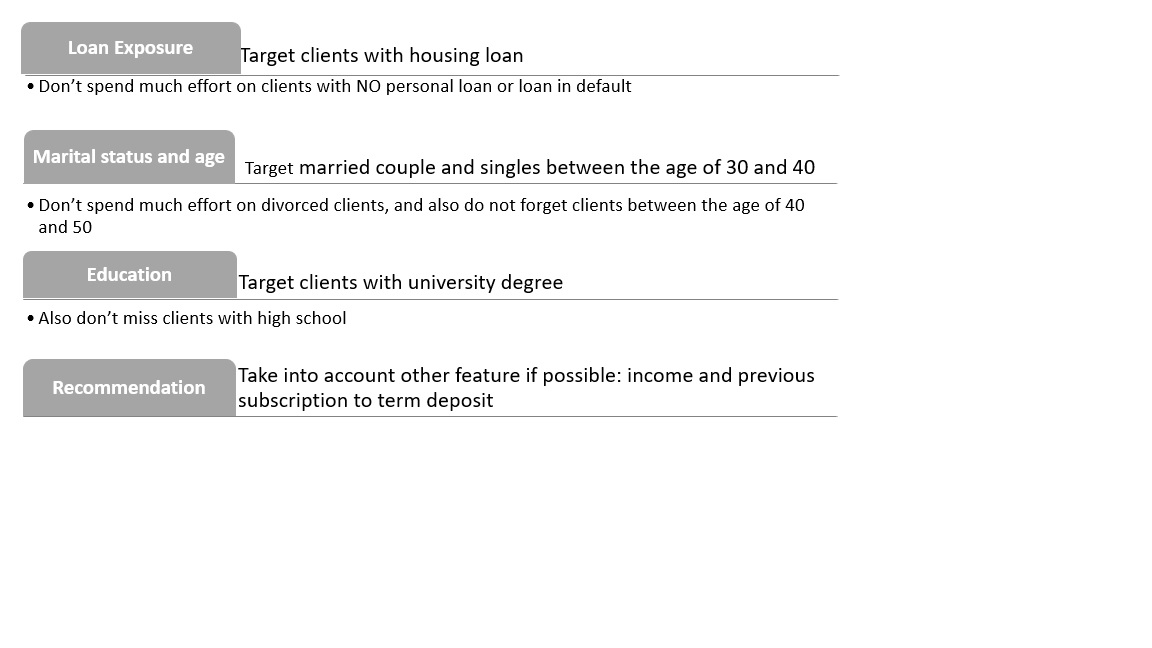 Loan Exposure
Target clients with housing loan
• Don’t spend much effort on clients with NO personal loan or loan in default
Marital status and age
Target married couple and singles between the age of 30 and 40
• Don’t spend much effort on divorced clients, and also do not forget clients between the age of 40
and 50
Education
Target clients with university degree
• Also don’t miss clients with high school
Recommendation
Take into account other feature if possible: income and previous
subscription to term deposit